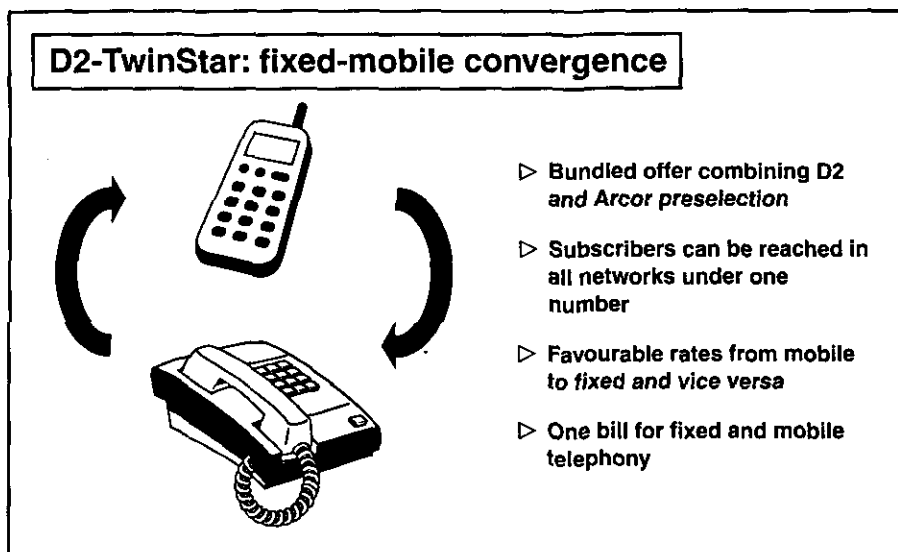 D2-TwinStar: fixed-mobile convergence
▷ Bundled offer combining D2
and Arcor preselection
▷ Subscribers can be reached in
all networks under one
number
▷ Favourable rates from mobile
to fixed and vice versa
▷ One bill for fixed and mobile
telephony